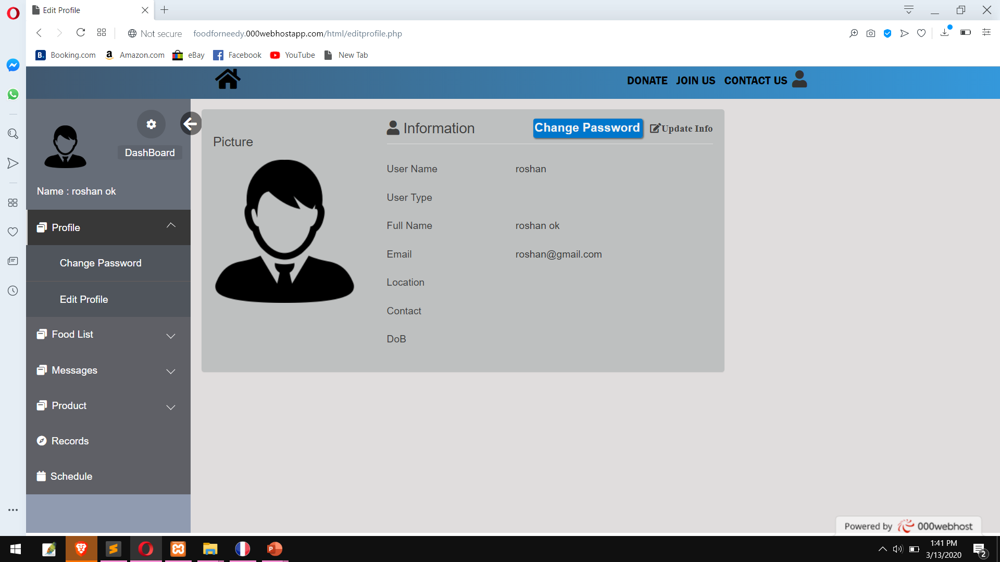 Edit Profile
Not secure foodforneedy.000webhostapp.com/html/editprofile.php
B. Booking.com a Amazon.com eBay Facebook YouTube New Tab
DONATE JOIN US CONTACT US
DashBoard
Name : roshan ok
Profile
Change Password
Edit Profile
Food List
Messages
Product
Records
Schedule
Picture
Information Change Password Update Info
User Name roshan
User Type
Full Name roshan ok
Email roshan@gmail.com
Location
Contact
DoB
Powered by 000webhost
1:41 PM
3/13/2020
2